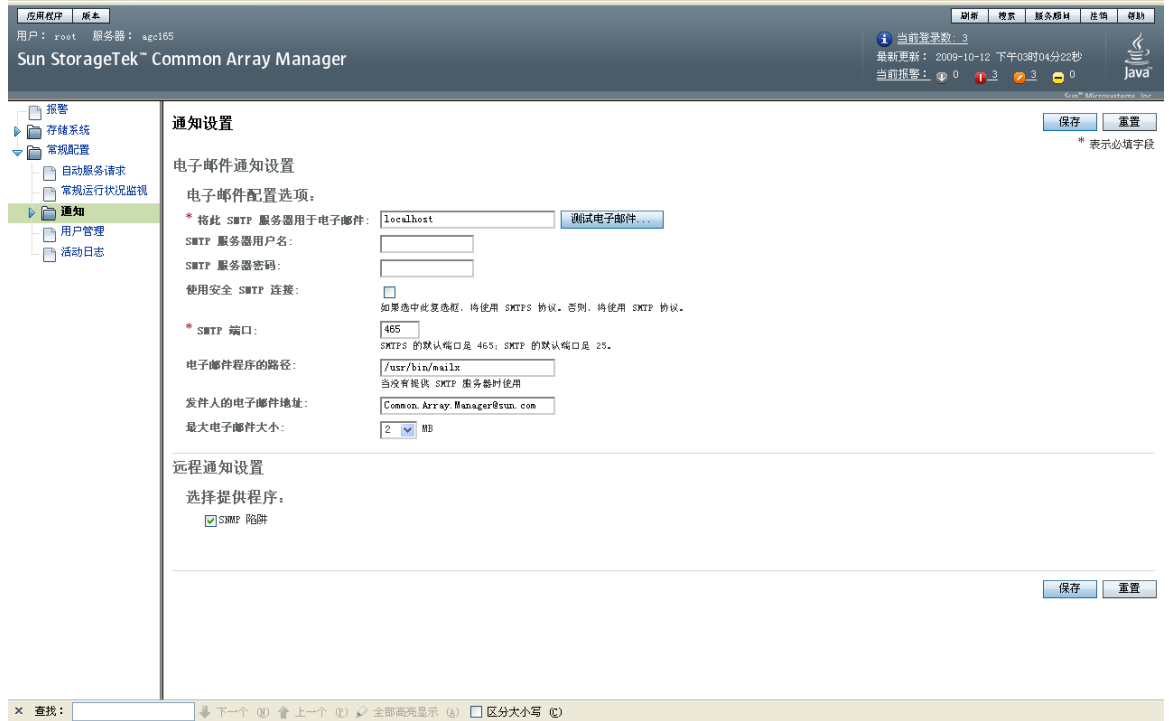 应用程序 版本
刷新 搜索 服务顾问 注销 帮助
用户： root 服务器： agc165
当前登录数: 3
Sun StorageTek™ Common Array Manager
最新更新： 2009-10-12 下午03时04分22秒
当前报警： 0 3 3 0
Java
Sun™ Microsystems, Inc.
报警
存储系统
常规配置
自动服务请求
常规运行状况监视
通知
用户管理
活动日志
通知设置
保存 重置
* 表示必填字段
电子邮件通知设置
电子邮件配置选项：
* 将此 SMTP 服务器用于电子邮件: localhost 测试电子邮件...
SMTP 服务器用户名:
SMTP 服务器密码:
使用安全 SMTP 连接:
如果选中此复选框，将使用 SMTPS 协议。否则，将使用 SMTP 协议。
* SMTP 端口: 465
SMTPS 的默认端口是 465; SMTP 的默认端口是 25。
电子邮件程序的路径: /usr/bin/mailx
当没有提供 SMTP 服务器时使用
发件人的电子邮件地址: Common.Array.Manager@sun.com
最大电子邮件大小: 2 MB
远程通知设置
选择提供程序：
SNMP 陷阱
保存 重置
× 查找： 下一个 (N) 上一个 (P) 全部高亮显示 (A) 区分大小写 (C)